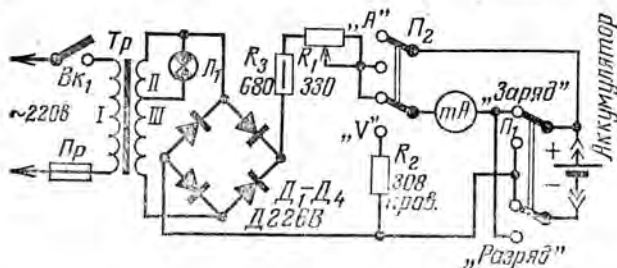 Тр
Вк₁
~220В
Пр
I
II
III
Л₁
R₃
680
R₁
330
„А"
П₂
mA
„V"
R₂
308
пров.
Д₁–Д₄
Д226В
„Заряд"
П₁
+
−
„Разряд"
Аккумулятор